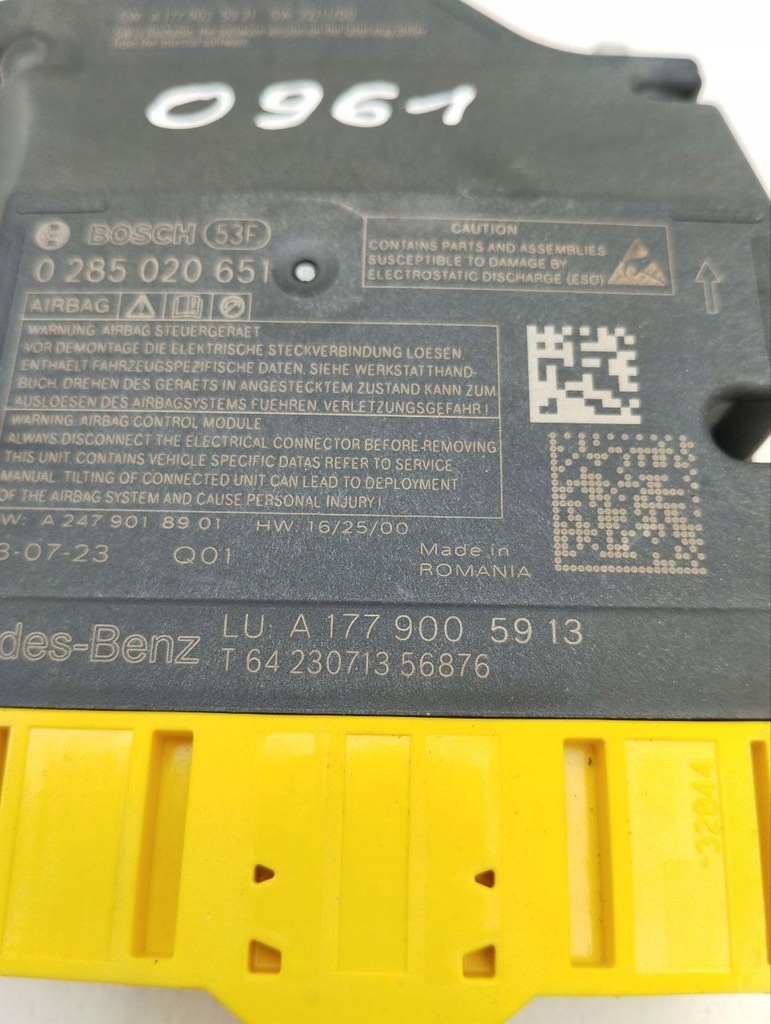 0961
BOSCH 53F
0 285 020 651
AIRBAG
CAUTION
CONTAINS PARTS AND ASSEMBLIES
SUSCEPTIBLE TO DAMAGE BY
ELECTROSTATIC DISCHARGE (ESD)
WARNUNG: AIRBAG STEUERGERAET
VOR DEMONTAGE DIE ELEKTRISCHE STECKVERBINDUNG LOESEN.
ENTHAELT FAHRZEUGSPEZIFISCHE DATEN. SIEHE WERKSTATTHAND-
BUCH. DREHEN DES GERAETS IN ANGESTECKTEM ZUSTAND KANN ZUM
AUSLOESEN DES AIRBAGSYSTEMS FUEHREN. VERLETZUNGSGEFAHR!
WARNING: AIRBAG CONTROL MODULE
ALWAYS DISCONNECT THE ELECTRICAL CONNECTOR BEFORE REMOVING
THIS UNIT. CONTAINS VEHICLE SPECIFIC DATAS REFER TO SERVICE
MANUAL. TILTING OF CONNECTED UNIT CAN LEAD TO DEPLOYMENT
OF THE AIRBAG SYSTEM AND CAUSE PERSONAL INJURY!
W: A 247 901 89 01 HW: 16/25/00
3-07-23 Q01
Made in
ROMANIA
des-Benz LU: A 177 900 59 13
T 64 230713 56876
32844